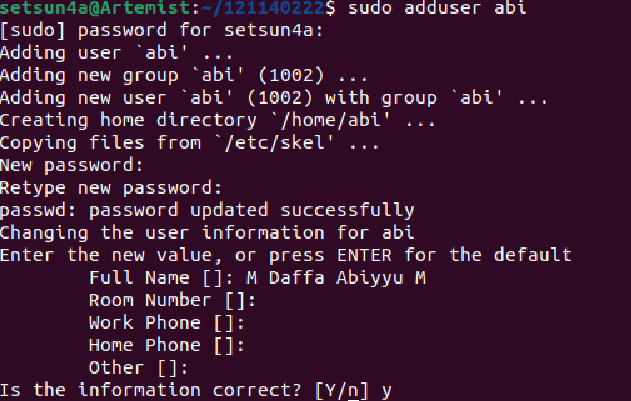 setsun4a@Artemist:~/121140222$ sudo adduser abi
[sudo] password for setsun4a:
Adding user `abi' ...
Adding new group `abi' (1002) ...
Adding new user `abi' (1002) with group `abi' ...
Creating home directory `/home/abi' ...
Copying files from `/etc/skel' ...
New password:
Retype new password:
passwd: password updated successfully
Changing the user information for abi
Enter the new value, or press ENTER for the default
Full Name []: M Daffa Abiyyu M
Room Number []:
Work Phone []:
Home Phone []:
Other []:
Is the information correct? [Y/n] y